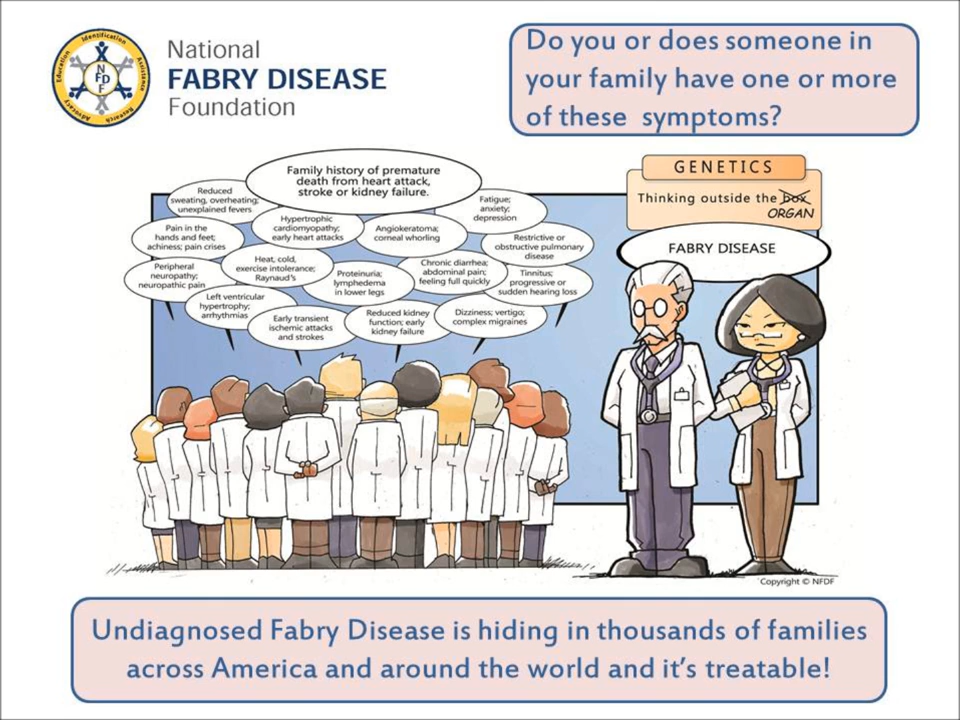 National
FABRY DISEASE
Foundation
Identification
Assistance
Research
Advocacy
Education
N
F D
F
Do you or does someone in
your family have one or more
of these symptoms?
Family history of premature
death from heart attack,
stroke or kidney failure.
Reduced
sweating, overheating;
unexplained fevers
Fatigue;
anxiety;
depression
Hypertrophic
cardiomyopathy;
early heart attacks
Angiokeratoma;
corneal whorling
Pain in the
hands and feet;
achiness; pain crises
Restrictive or
obstructive pulmonary
disease
Heat, cold,
exercise intolerance;
Raynaud's
Chronic diarrhea;
abdominal pain;
feeling full quickly
Peripheral
neuropathy;
neuropathic pain
Proteinuria;
lymphedema
in lower legs
Tinnitus;
progressive or
sudden hearing loss
Left ventricular
hypertrophy;
arrhythmias
Early transient
ischemic attacks
and strokes
Reduced kidney
function; early
kidney failure
Dizziness; vertigo;
complex migraines
GENETICS
Thinking outside the box
ORGAN
FABRY DISEASE
Copyright © NFDF
Undiagnosed Fabry Disease is hiding in thousands of families
across America and around the world and it's treatable!